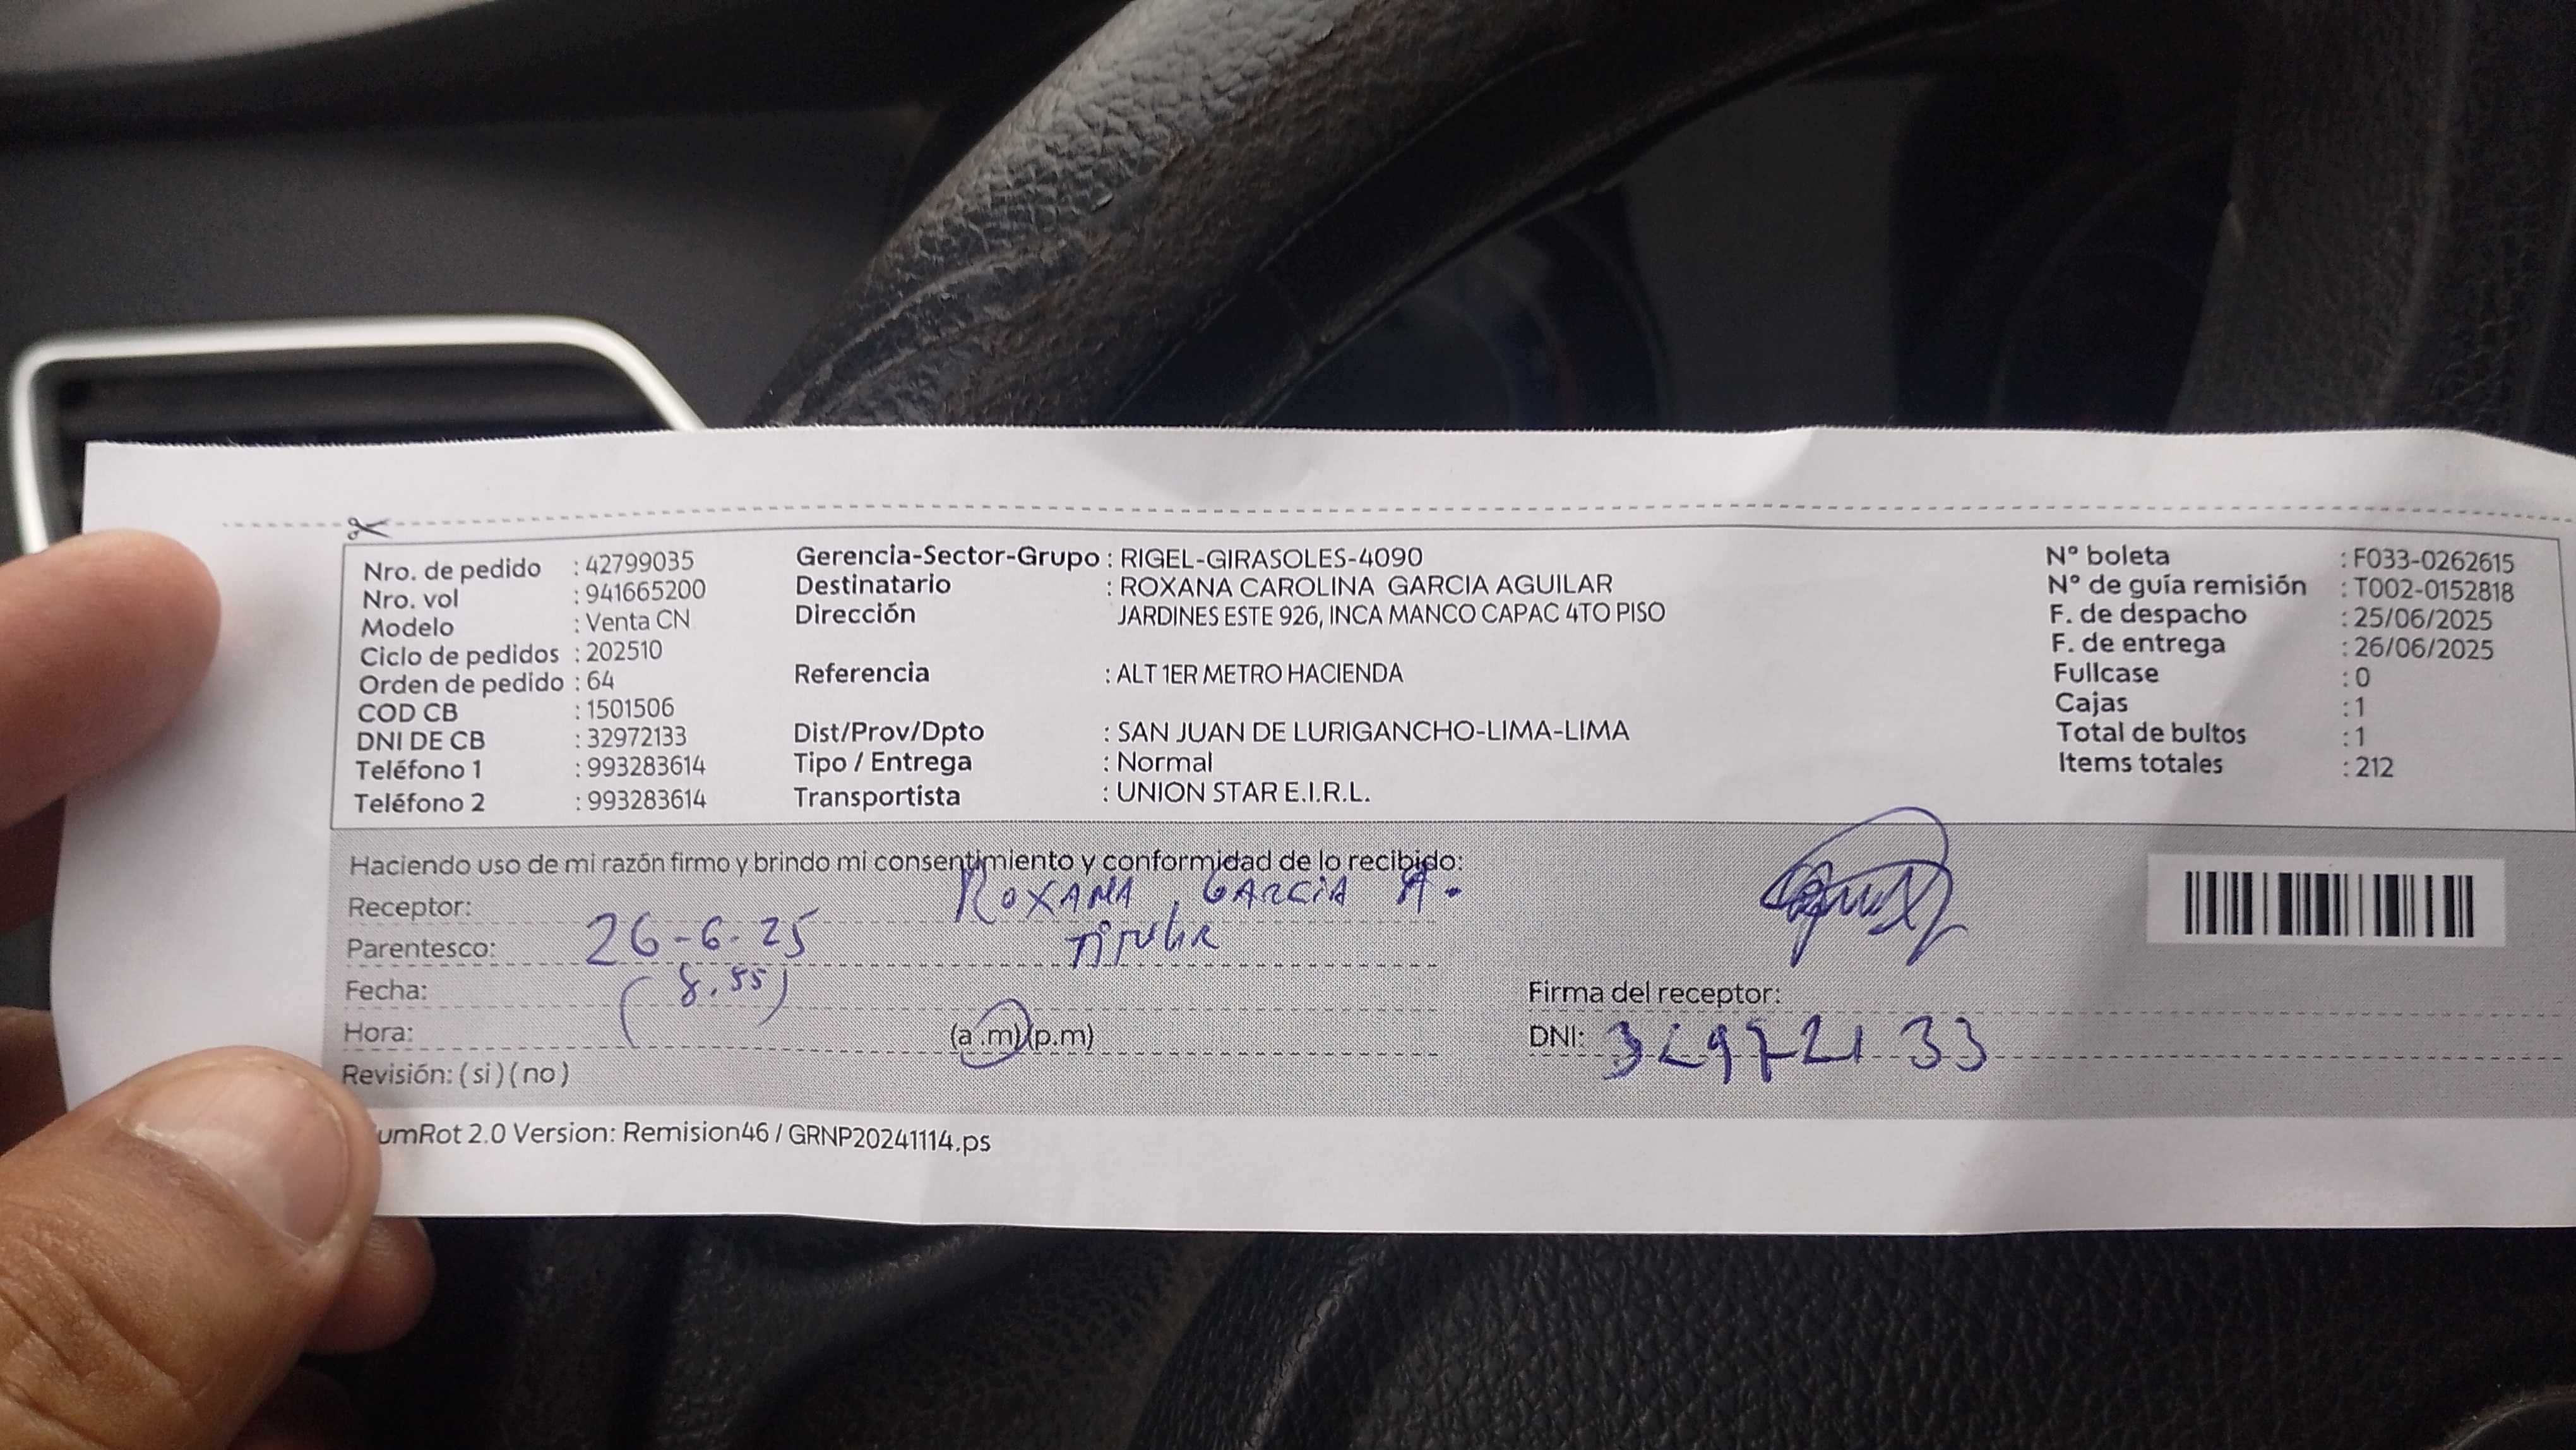 Nro. de pedido : 42799035
Nro. vol : 941665200
Modelo : Venta CN
Ciclo de pedidos : 202510
Orden de pedido : 64
COD CB : 1501506
DNI DE CB : 32972133
Teléfono 1 : 993283614
Teléfono 2 : 993283614
Gerencia-Sector-Grupo : RIGEL-GIRASOLES-4090
Destinatario : ROXANA CAROLINA GARCIA AGUILAR
Dirección JARDINES ESTE 926, INCA MANCO CAPAC 4TO PISO
Referencia : ALT 1ER METRO HACIENDA
Dist/Prov/Dpto : SAN JUAN DE LURIGANCHO-LIMA-LIMA
Tipo / Entrega : Normal
Transportista : UNION STAR E.I.R.L.
N° boleta : F033-0262615
N° de guía remisión : T002-0152818
F. de despacho : 25/06/2025
F. de entrega : 26/06/2025
Fullcase : 0
Cajas : 1
Total de bultos : 1
Items totales : 212
Haciendo uso de mi razón firmo y brindo mi consentimiento y conformidad de lo recibido:
Receptor: ROXANA GARCIA A.
Parentesco: 26-6-25 Titular
Fecha: (8.55)
Hora: (a .m)(p.m)
Revisión: ( si ) ( no )
Firma del receptor:
DNI: 32972133
umRot 2.0 Version: Remision46 / GRNP20241114.ps